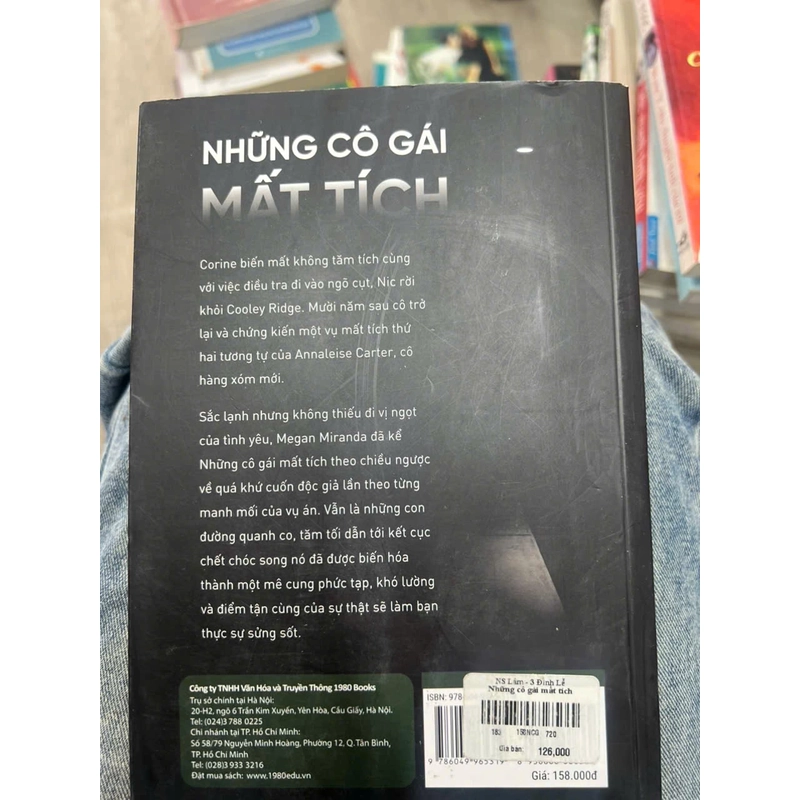 NHỮNG CÔ GÁI
MẤT TÍCH
Corine biến mất không tăm tích cùng
với việc điều tra đi vào ngõ cụt, Nic rời
khỏi Cooley Ridge. Mười năm sau cô trở
lại và chứng kiến một vụ mất tích thứ
hai tương tự của Annaleise Carter, cô
hàng xóm mới.
Sắc lạnh nhưng không thiếu đi vị ngọt
của tình yêu, Megan Miranda đã kể
Những cô gái mất tích theo chiều ngược
về quá khứ cuốn độc giả lần theo từng
manh mối của vụ án. Vẫn là những con
đường quanh co, tăm tối dẫn tới kết cục
chết chóc song nó đã được biến hóa
thành một mê cung phức tạp, khó lường
và điểm tận cùng của sự thật sẽ làm bạn
thực sự sửng sốt.
Công ty TNHH Văn Hóa và Truyền Thông 1980 Books
Trụ sở chính tại Hà Nội:
20-H2, ngõ 6 Trần Kim Xuyến, Yên Hòa, Cầu Giấy, Hà Nội.
Tel: (024)3 788 0225
Chi nhánh tại TP. Hồ Chí Minh:
Số 58/79 Nguyễn Minh Hoàng, Phường 12, Q.Tân Bình,
TP. Hồ Chí Minh
Tel: (028)3 933 3216
Đặt mua sách: www.1980edu.vn
ISBN: 978
NS Lâm - 3 Đinh Lễ
Những cô gái mất tích
183 150NCG 720
Giá bán: 126,000
9 786049 965319
Giá: 158.000đ